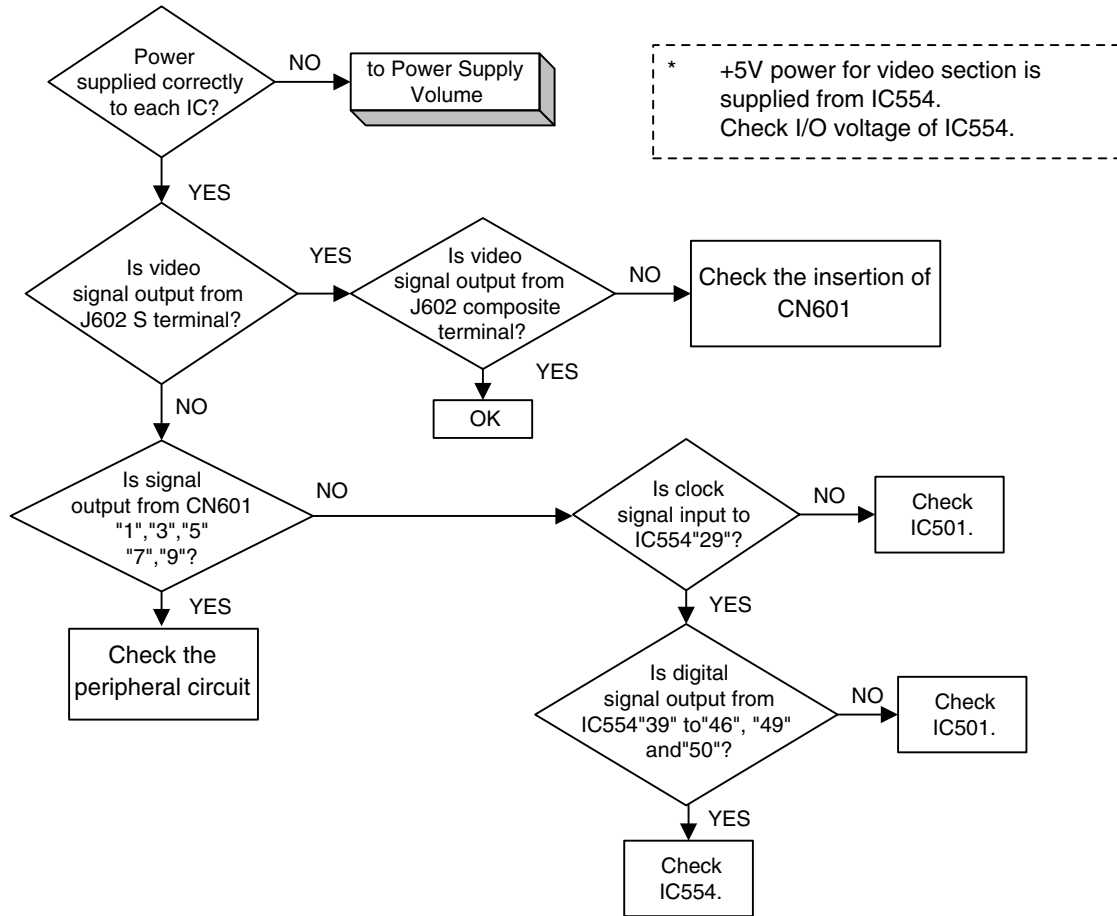 Power
supplied correctly
to each IC?
NO
to Power Supply
Volume
* +5V power for video section is
supplied from IC554.
Check I/O voltage of IC554.
YES
Is video
signal output from
J602 S terminal?
YES
Is video
signal output from
J602 composite
terminal?
NO
Check the insertion of
CN601
YES
OK
NO
Is signal
output from CN601
"1","3","5"
"7","9"?
NO
Is clock
signal input to
IC554"29"?
NO
Check
IC501.
YES
Check the
peripheral circuit
YES
Is digital
signal output from
IC554"39" to"46", "49"
and"50"?
NO
Check
IC501.
YES
Check
IC554.